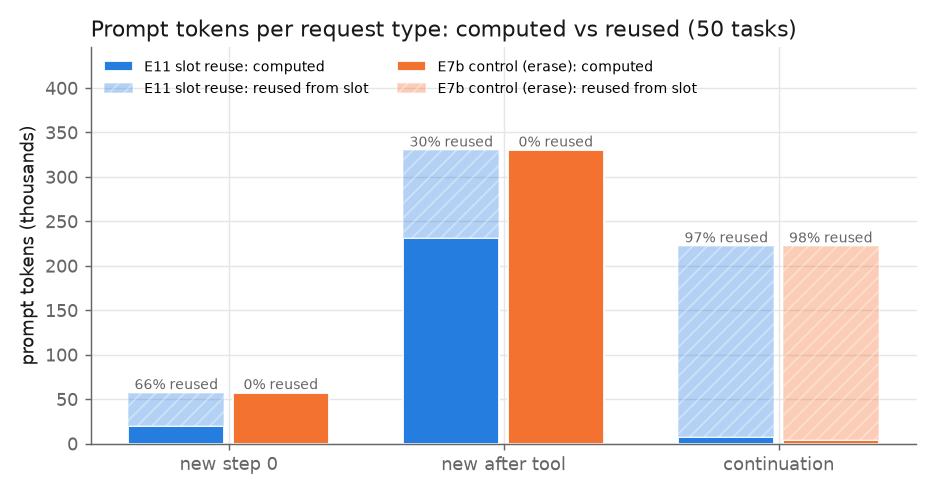 Prompt tokens per request type: computed vs reused (50 tasks)
E11 slot reuse: computed
E11 slot reuse: reused from slot
E7b control (erase): computed
E7b control (erase): reused from slot
prompt tokens (thousands)
400
350
300
250
200
150
100
50
0
66% reused
0% reused
30% reused
0% reused
97% reused
98% reused
new step 0
new after tool
continuation